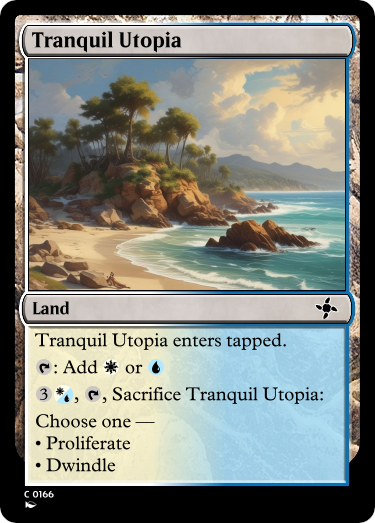 Tranquil Utopia
Land
Tranquil Utopia enters tapped.
: Add or
3 , , Sacrifice Tranquil Utopia:
Choose one —
• Proliferate
• Dwindle
C 0166